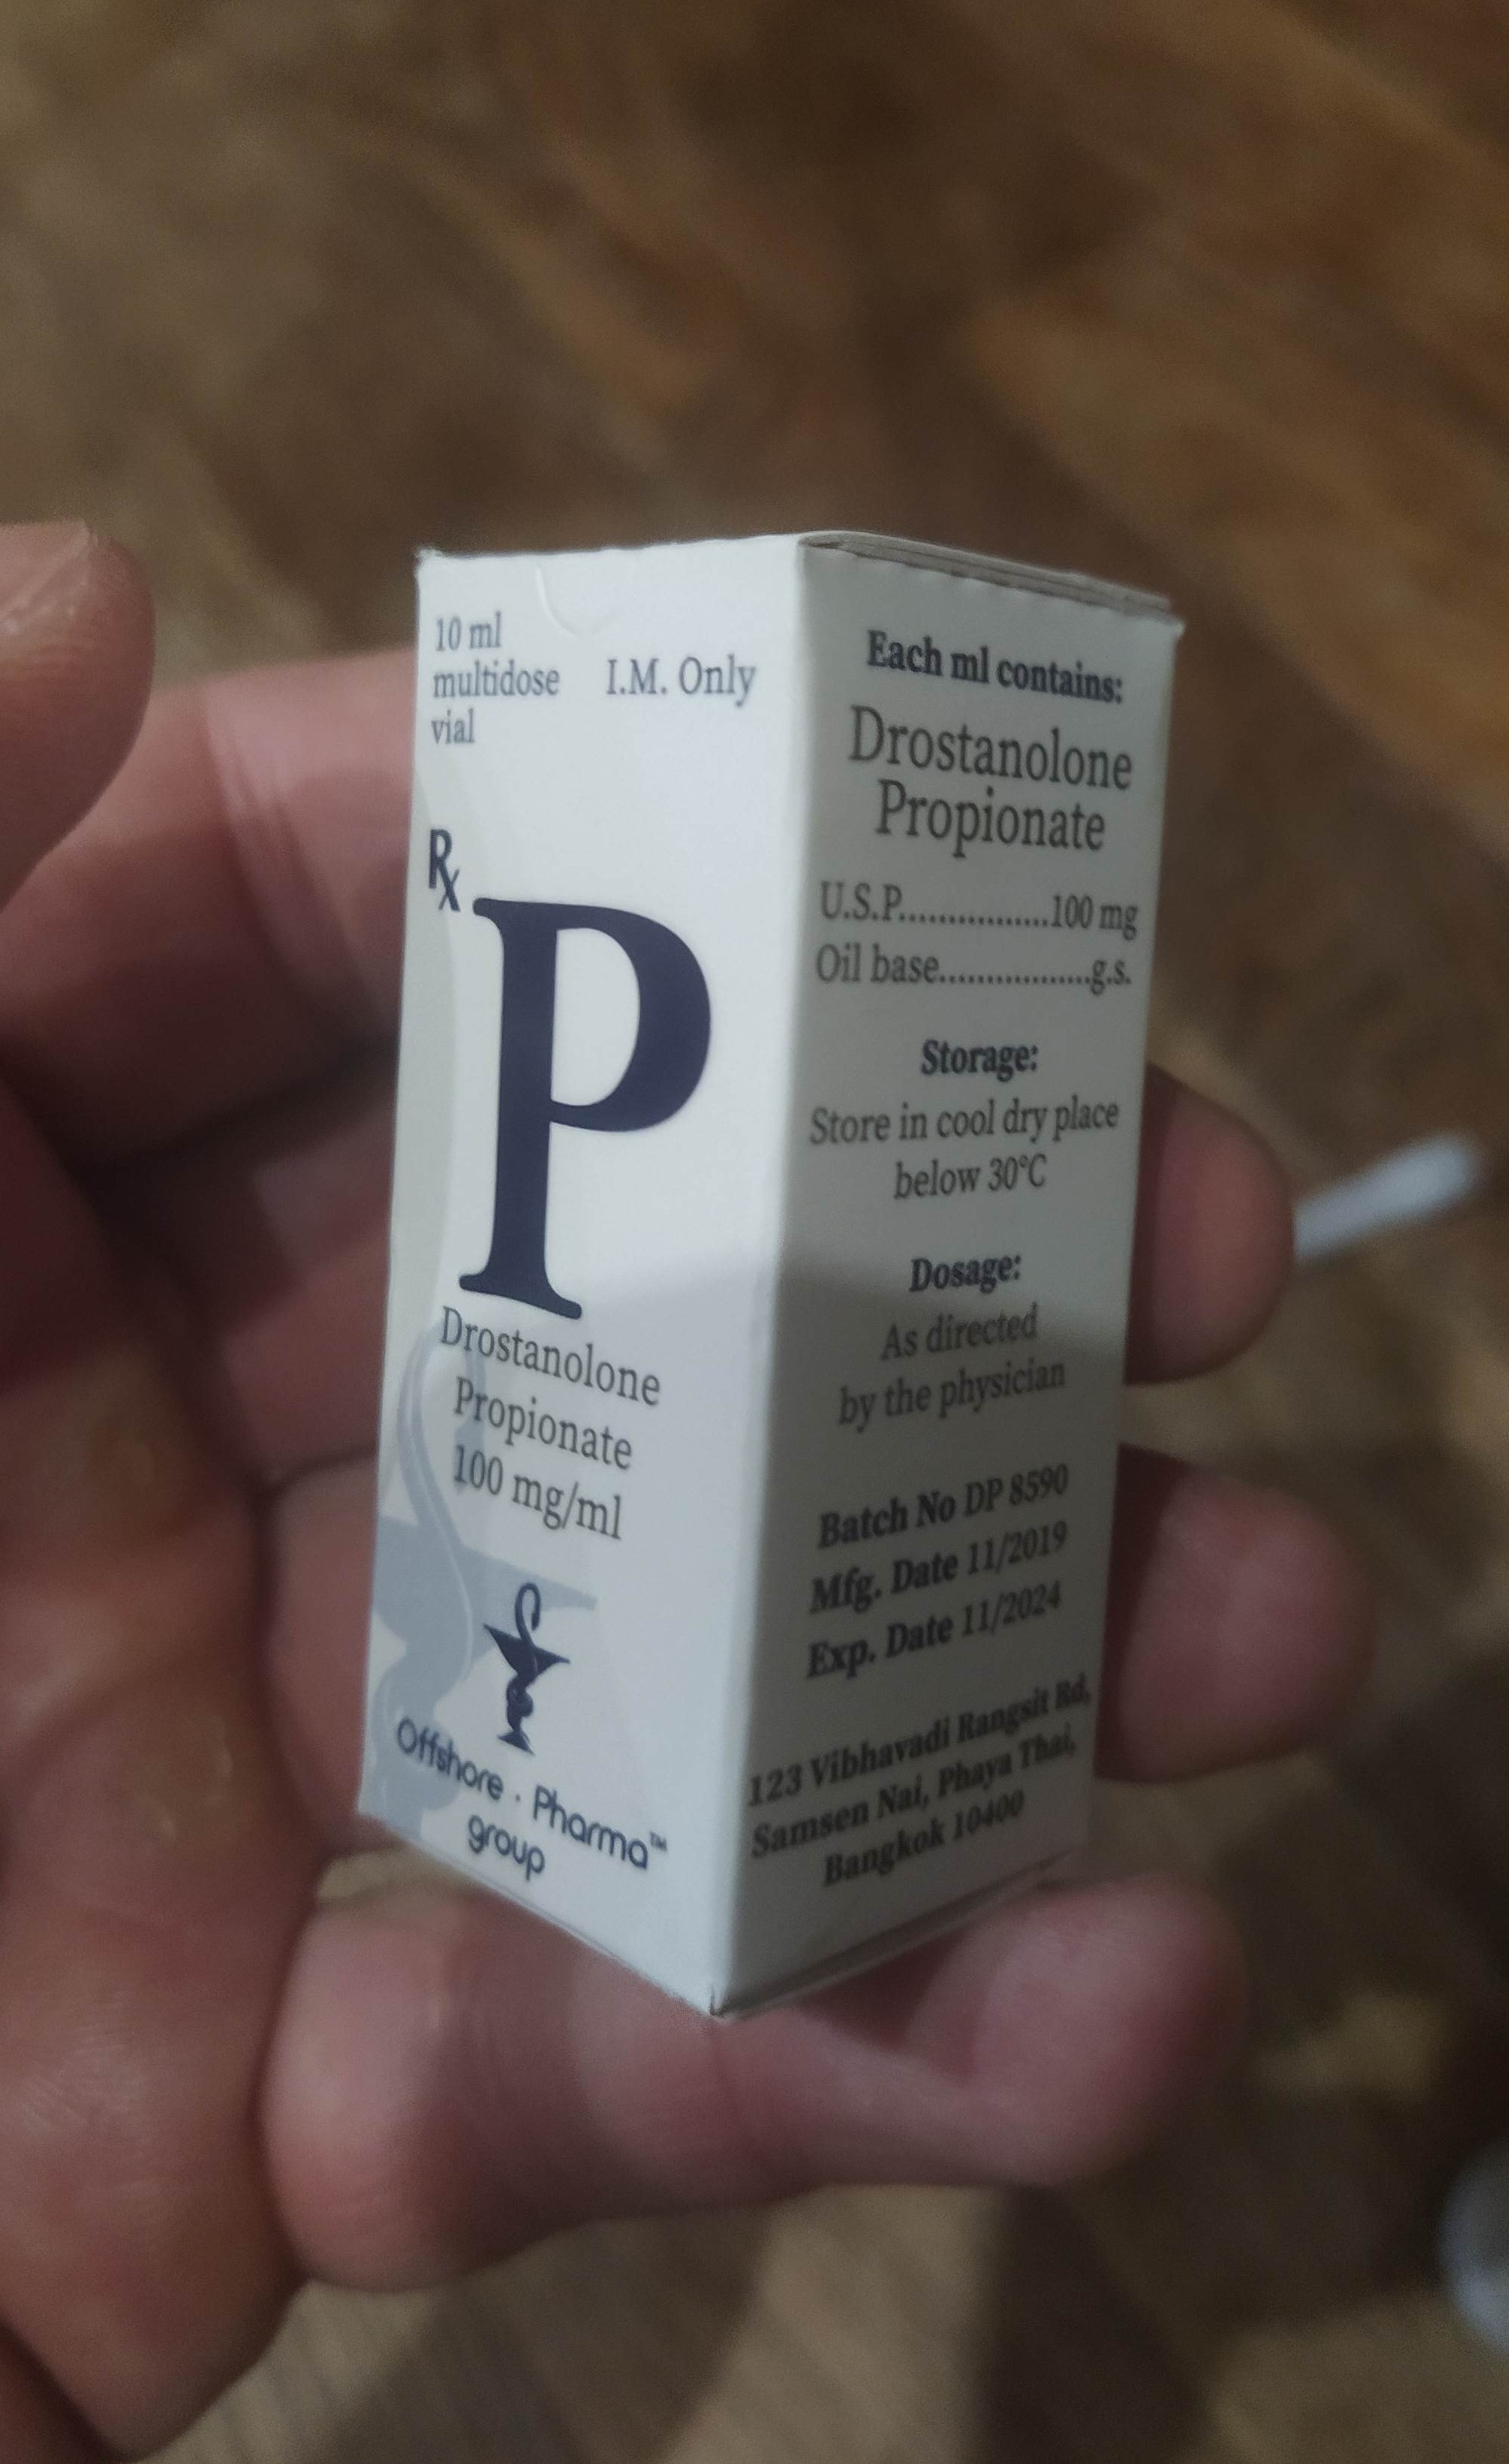 10 ml
multidose
vial
I.M. Only
Rx
P
Drostanolone
Propionate
100 mg/ml
Offshore . Pharma™
group
Each ml contains:
Drostanolone
Propionate
U.S.P................100 mg
Oil base................g.s.
Storage:
Store in cool dry place
below 30°C
Dosage:
As directed
by the physician
Batch No DP 8590
Mfg. Date 11/2019
Exp. Date 11/2024
123 Vibhavadi Rangsit Rd,
Samsen Nai, Phaya Thai,
Bangkok 10400